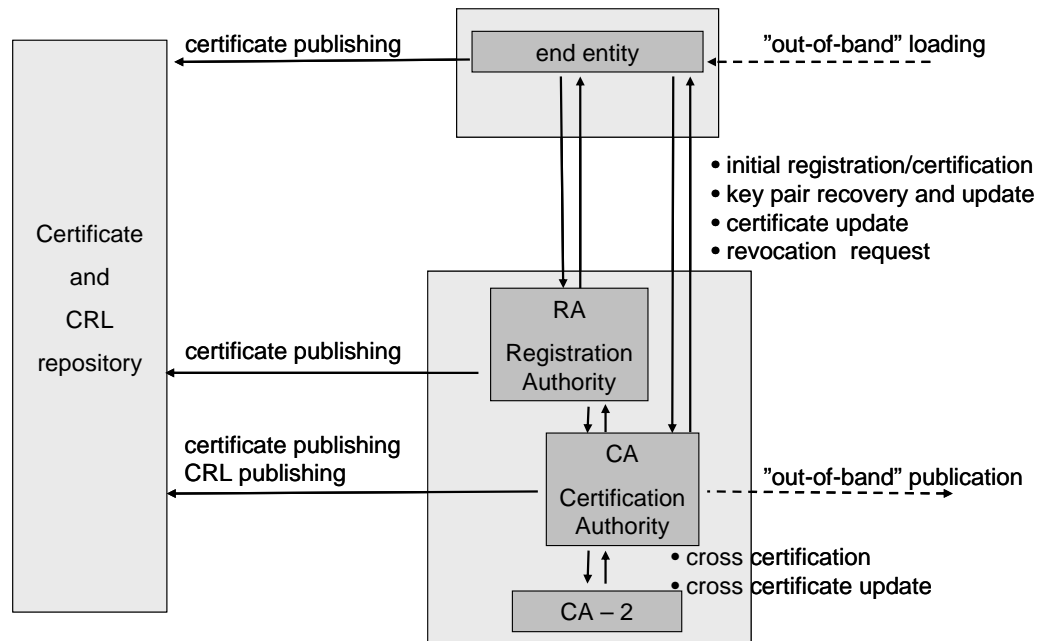 certificate publishing
end entity
”out-of-band” loading
• initial registration/certification
• key pair recovery and update
• certificate update
• revocation request
Certificate
and
CRL
repository
RA
Registration
Authority
certificate publishing
certificate publishing
CRL publishing
CA
Certification
Authority
”out-of-band” publication
• cross certification
• cross certificate update
CA – 2